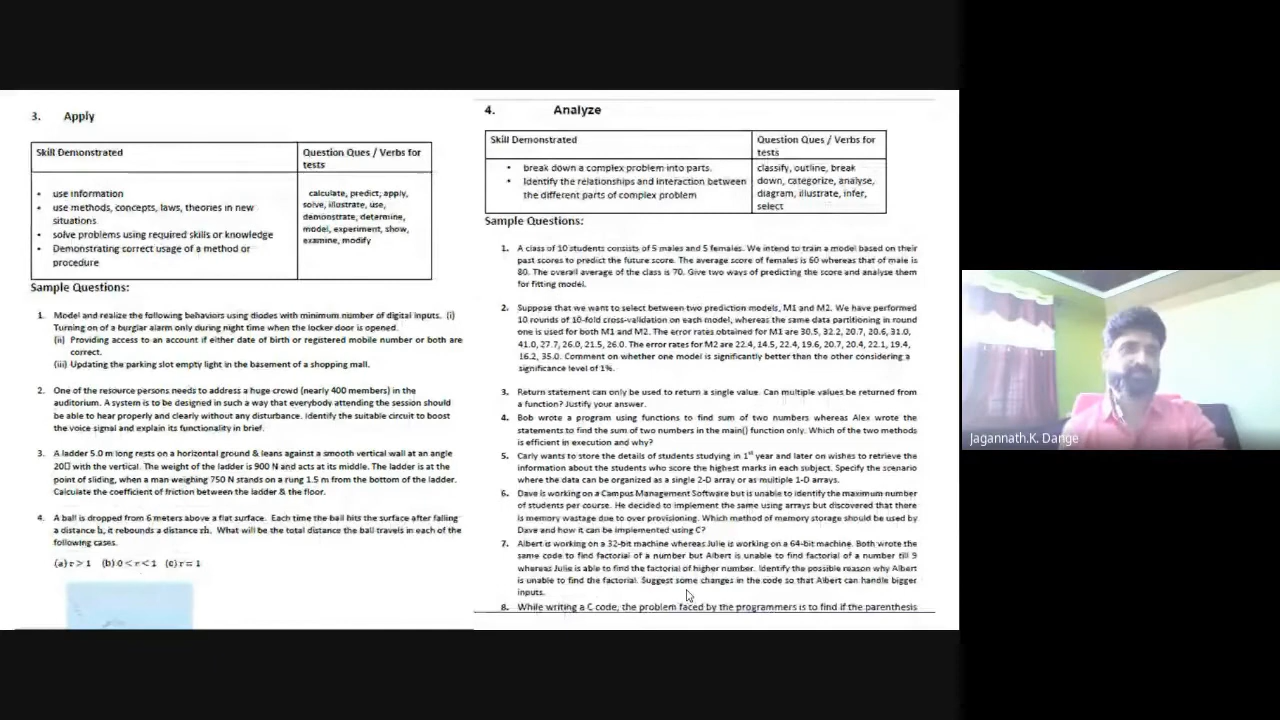 3. Apply
Skill Demonstrated
Question Ques / Verbs for
tests
• use information
• use methods, concepts, laws, theories in new
situations
• solve problems using required skills or knowledge
• Demonstrating correct usage of a method or
procedure
calculate, predict, apply,
solve, illustrate, use,
demonstrate, determine,
model, experiment, show,
examine, modify
Sample Questions:
1. Model and realize the following behaviors using diodes with minimum number of digital inputs. (i)
Turning on of a burglar alarm only during night time when the locker door is opened.
(ii) Providing access to an account if either date of birth or registered mobile number or both are
correct.
(iii) Updating the parking slot empty light in the basement of a shopping mall.
2. One of the resource persons needs to address a huge crowd (nearly 400 members) in the
auditorium. A system is to be designed in such a way that everybody attending the session should
be able to hear properly and clearly without any disturbance. Identify the suitable circuit to boost
the voice signal and explain its functionality in brief.
3. A ladder 5.0 m long rests on a horizontal ground & leans against a smooth vertical wall at an angle
20▯ with the vertical. The weight of the ladder is 900 N and acts at its middle. The ladder is at the
point of sliding, when a man weighing 750 N stands on a rung 1.5 m from the bottom of the ladder.
Calculate the coefficient of friction between the ladder & the floor.
4. A ball is dropped from 6 meters above a flat surface. Each time the ball hits the surface after falling
a distance h, it rebounds a distance rh. What will be the total distance the ball travels in each of the
following cases.
(a) r > 1 (b) 0 < r < 1 (c) r = 1
4. Analyze
Skill Demonstrated
Question Ques / Verbs for
tests
• break down a complex problem into parts.
• Identify the relationships and interaction between
the different parts of complex problem
classify, outline, break
down, categorize, analyse,
diagram, illustrate, infer,
select
Sample Questions:
1. A class of 10 students consists of 5 males and 5 females. We intend to train a model based on their
past scores to predict the future score. The average score of females is 60 whereas that of male is
80. The overall average of the class is 70. Give two ways of predicting the score and analyse them
for fitting model.
2. Suppose that we want to select between two prediction models, M1 and M2. We have performed
10 rounds of 10-fold cross-validation on each model, whereas the same data partitioning in round
one is used for both M1 and M2. The error rates obtained for M1 are 30.5, 32.2, 20.7, 20.6, 31.0,
41.0, 27.7, 26.0, 21.5, 26.0. The error rates for M2 are 22.4, 14.5, 22.4, 19.6, 20.7, 20.4, 22.1, 19.4,
16.2, 35.0. Comment on whether one model is significantly better than the other considering a
significance level of 1%.
3. Return statement can only be used to return a single value. Can multiple values be returned from
a function? Justify your answer.
4. Bob wrote a program using functions to find sum of two numbers whereas Alex wrote the
statements to find the sum of two numbers in the main() function only. Which of the two methods
is efficient in execution and why?
5. Carly wants to store the details of students studying in 1st year and later on wishes to retrieve the
information about the students who score the highest marks in each subject. Specify the scenario
where the data can be organized as a single 2-D array or as multiple 1-D arrays.
6. Dave is working on a Campus Management Software but is unable to identify the maximum number
of students per course. He decided to implement the same using arrays but discovered that there
is memory wastage due to over provisioning. Which method of memory storage should be used by
Dave and how it can be implemented using C?
7. Albert is working on a 32-bit machine whereas Julie is working on a 64-bit machine. Both wrote the
same code to find factorial of a number but Albert is unable to find factorial of a number till 9
whereas Julie is able to find the factorial of higher number. Identify the possible reason why Albert
is unable to find the factorial. Suggest some changes in the code so that Albert can handle bigger
inputs.
8. While writing a C code, the problem faced by the programmers is to find if the parenthesis
Jagannath.K. Dange